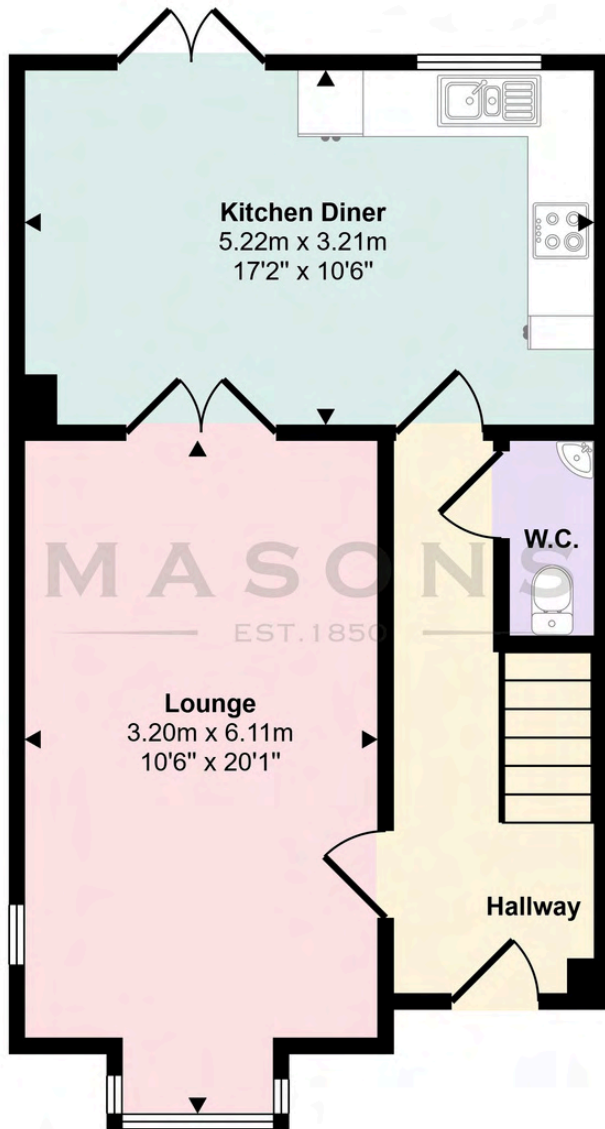 Kitchen Diner
5.22m x 3.21m
17'2" x 10'6"
W.C.
MASONS
EST.1850
Lounge
3.20m x 6.11m
10'6" x 20'1"
Hallway